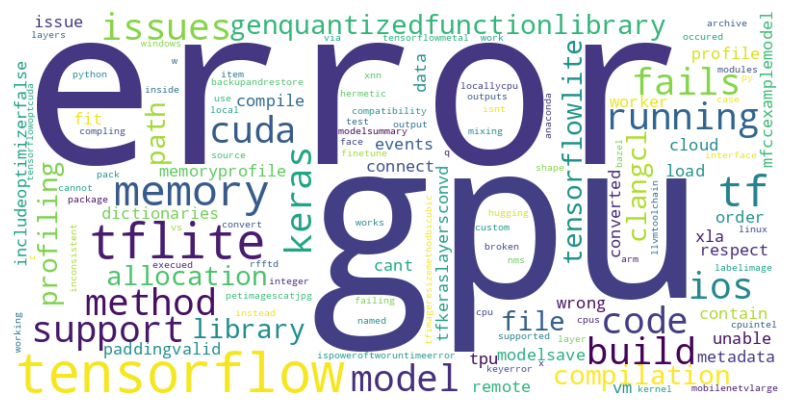 issue
layers
issues
genquantizedfunctionlibrary
archive
occured
error
windows
via
tensorflowmetal
work
profile
modules
python
w
item
backupandrestore
xnn
data
locallycpu
outputs
fails
py
inside
use
hermetic
compatibility
isnt
worker
case
fit
compile
local
test
output
mixing
anaconda
running
compling
path
cuda
modelsummary
face
finetune
q
tensorflowlite
bazel
interface
mfccexamplemodel
includeoptimizerfalse
tensorflowoptcuda
source
events
connect
shape
clangcl
cloud
pack
memoryprofile
load
cannot
package
memory
keras
gpu
converted
llvmtoolchain
tf
profiling
dictionaries
vs
convert
works
hugging
custom
order
linux
inconsistent
tflite
rfftd
cant
broken
xla
respect
c
execued
integer
nms
arm
labelimage
allocation
method
petimagescatjpg
failing
tfkeraslayersconvd
tfimageresizemethodbicubic
ios
instead
named
cpu
supported
wrong
contain
cpuintel
working
support
library
file
cpus
code
unable
paddingvalid
ispoweroftworuntimeerror
tpu
modelsave
layer
build
metadata
tensorflow
model
keyerror
x
compilation
remote
vm
kernel
mobilenetvlarge